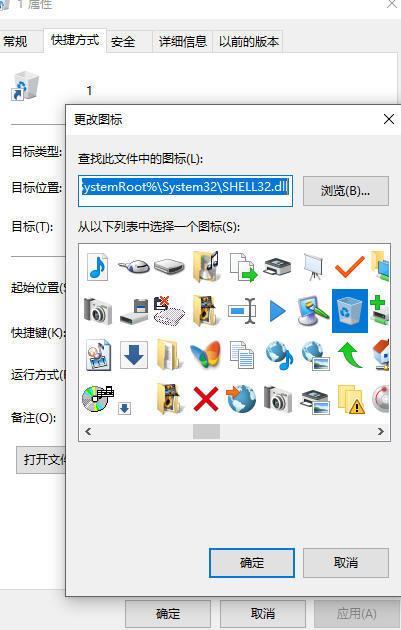 1 属性
常规 快捷方式 安全 详细信息 以前的版本
1
更改图标
目标类型:
查找此文件中的图标(L):
目标位置:
ystemRoot%\System32\SHELL32.dll
浏览(B)...
目标(T):
从以下列表中选择一个图标(S):
起始位置(S
快捷键(K):
运行方式(
备注(O):
打开文件
确定 取消
确定 取消 应用(A)